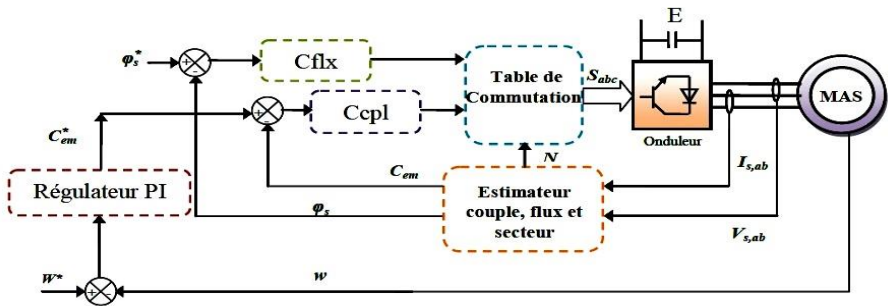 E
φs*
Cflx
Table de
Commutation
Sabc
MAS
Ccpl
Onduleur
Cem*
N
Is,ab
Cem
Régulateur PI
Estimateur
couple, flux et
secteur
φs
Vs,ab
W*
w